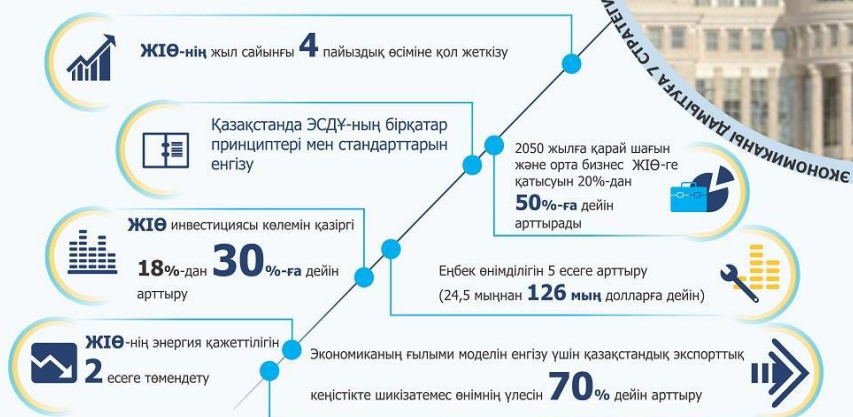 ЭКОНОМИКАНЫ ДАМЫТУҒА 7 СТРАТЕГИ
ЖІӨ-нің жыл сайынғы 4 пайыздық өсіміне қол жеткізу
Қазақстанда ЭСДҰ-ның бірқатар
принциптері мен стандарттарын
енгізу
2050 жылға қарай шағын
және орта бизнес ЖІӨ-ге
қатысуын 20%-дан
50%-ға дейін
арттырады
ЖІӨ инвестициясы көлемін қазіргі
18%-дан 30%-ға дейін
арттыру
Еңбек өнімділігін 5 есеге арттыру
(24,5 мыңнан 126 мың долларға дейін)
ЖІӨ-нің энергия қажеттілігін
2 есеге төмендету
Экономиканың ғылыми моделін енгізу үшін қазақстандық экспорттық
кеңістікте шикізатемес өнімнің үлесін 70% дейін арттыру